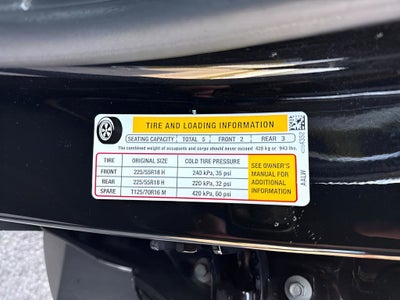 TIRE AND LOADING INFORMATION
SEATING CAPACITY TOTAL 5 FRONT 2 REAR 3
The combined weight of occupants and cargo should never exceed 428 kg or 943 lbs.
TIRE ORIGINAL SIZE COLD TIRE PRESSURE
FRONT 225/55R18 H 240 kPa, 35 psi
REAR 225/55R18 H 220 kPa, 32 psi
SPARE T125/70R16 M 420 kPa, 60 psi
SEE OWNER'S
MANUAL FOR
ADDITIONAL
INFORMATION
AALW